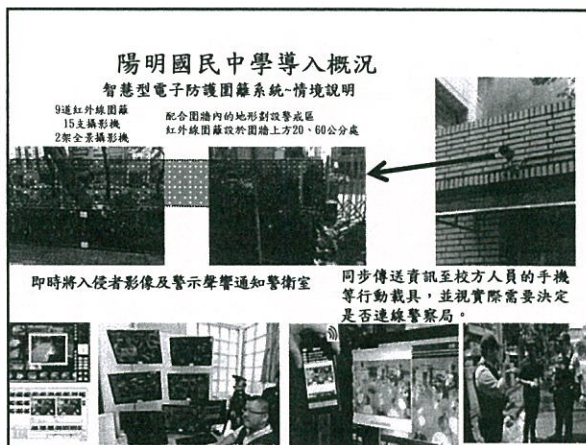 陽明國民中學導入概況
智慧型電子防護圍籬系統~情境說明
9道紅外線圍籬
15支攝影機
2架全景攝影機
配合圍牆內的地形劃設警戒區
紅外線圍籬設於圍牆上方20、60公分處
即時將入侵者影像及警示聲響通知警衛室
同步傳送資訊至校方人員的手機
等行動載具，並視實際需要決定
是否連線警察局。